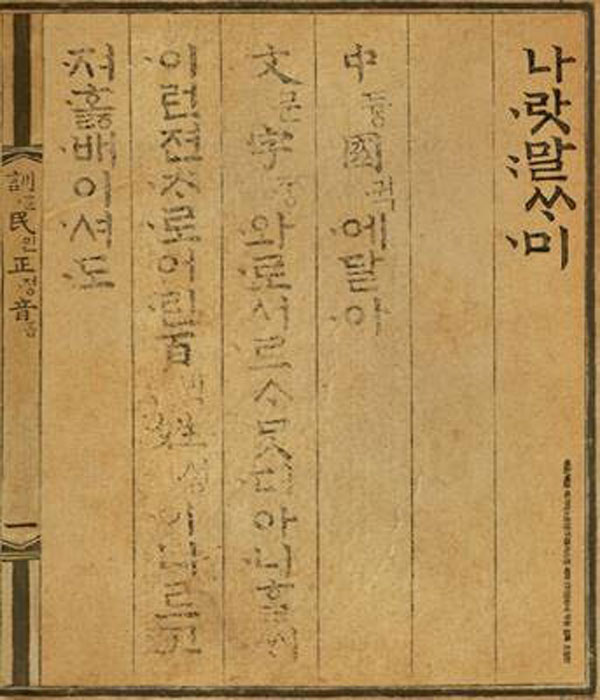 나랏말ᄊᆞ미
中듕國귁에달아
文문字ᄍᆞᆼ와로서르ᄉᆞᄆᆞᆺ디아니ᄒᆞᆯᄊᆡ
이런젼ᄎᆞ로어린百ᄇᆡᆨ姓셩이니르고
져홇배이셔도
訓훈民민正졍音ᅙᅳᆷ
一